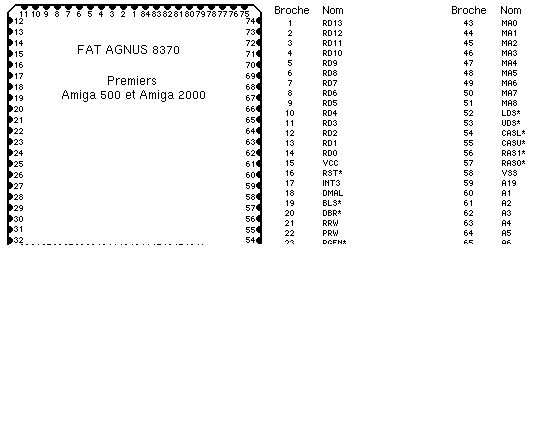 11 10 9 8 7 6 5 4 3 2 1 84 83 82 81 80 79 78 77 76 75
12 74
13 73
14 72
15 71
16 70
17 69
18 68
19 67
20 66
21 65
22 64
23 63
24 62
25 61
26 60
27 59
28 58
29 57
30 56
31 55
32 54
FAT AGNUS 8370
Premiers
Amiga 500 et Amiga 2000
Broche Nom
1 RD13
2 RD12
3 RD11
4 RD10
5 RD9
6 RD8
7 RD7
8 RD6
9 RD5
10 RD4
11 RD3
12 RD2
13 RD1
14 RD0
15 VCC
16 RST*
17 INT3
18 DMAL
19 BLS*
20 DBR*
21 RRW
22 PRW
23 RGEN*
Broche Nom
43 MA0
44 MA1
45 MA2
46 MA3
47 MA4
48 MA5
49 MA6
50 MA7
51 MA8
52 LDS*
53 UDS*
54 CASL*
55 CASU*
56 RAS1*
57 RAS0*
58 VSS
59 A19
60 A1
61 A2
62 A3
63 A4
64 A5
65 A6